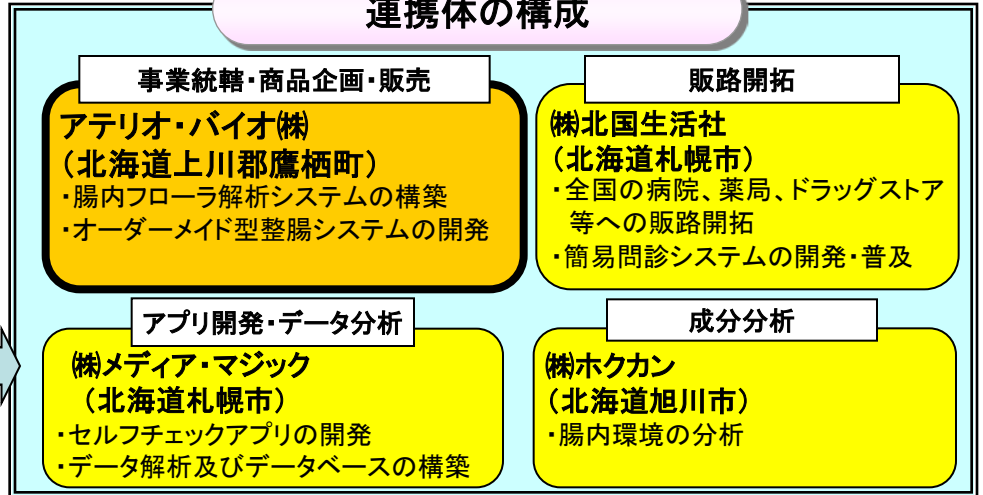 連携体の構成
事業統轄・商品企画・販売
アテリオ・バイオ㈱
（北海道上川郡鷹栖町）
・腸内フローラ解析システムの構築
・オーダーメイド型整腸システムの開発
販路開拓
㈱北国生活社
（北海道札幌市）
・全国の病院、薬局、ドラッグストア
等への販路開拓
・簡易問診システムの開発・普及
アプリ開発・データ分析
㈱メディア・マジック
（北海道札幌市）
・セルフチェックアプリの開発
・データ解析及びデータベースの構築
成分分析
㈱ホクカン
（北海道旭川市）
・腸内環境の分析